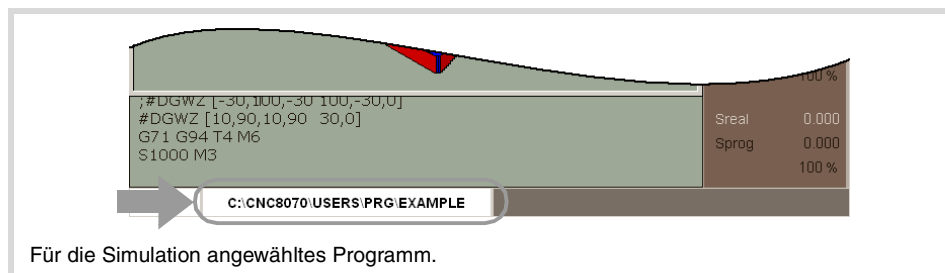 100 %
;#DGWZ [-30,100,-30 100,-30,0]
#DGWZ [10,90,10,90 30,0]
G71 G94 T4 M6
S1000 M3
Sreal 0.000
Sprog 0.000
100 %
C:\CNC8070\USERS\PRG\EXAMPLE
Für die Simulation angewähltes Programm.